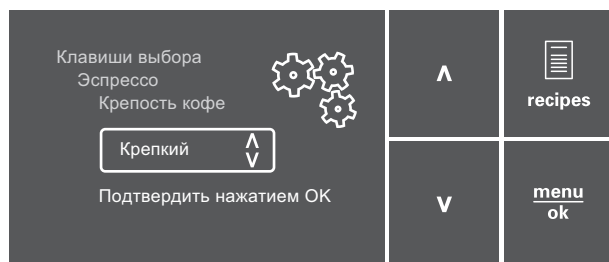 Клавиши выбора
Эспрессо
Крепость кофе
Крепкий
Подтвердить нажатием OK
recipes
menu
ok